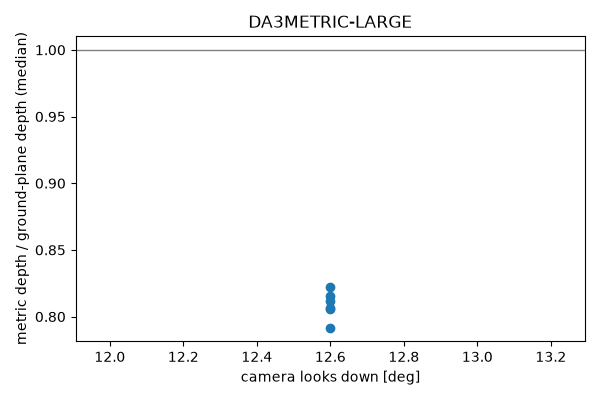 DA3METRIC-LARGE
metric depth / ground-plane depth (median)
1.00
0.95
0.90
0.85
0.80
12.0 12.2 12.4 12.6 12.8 13.0 13.2
camera looks down [deg]